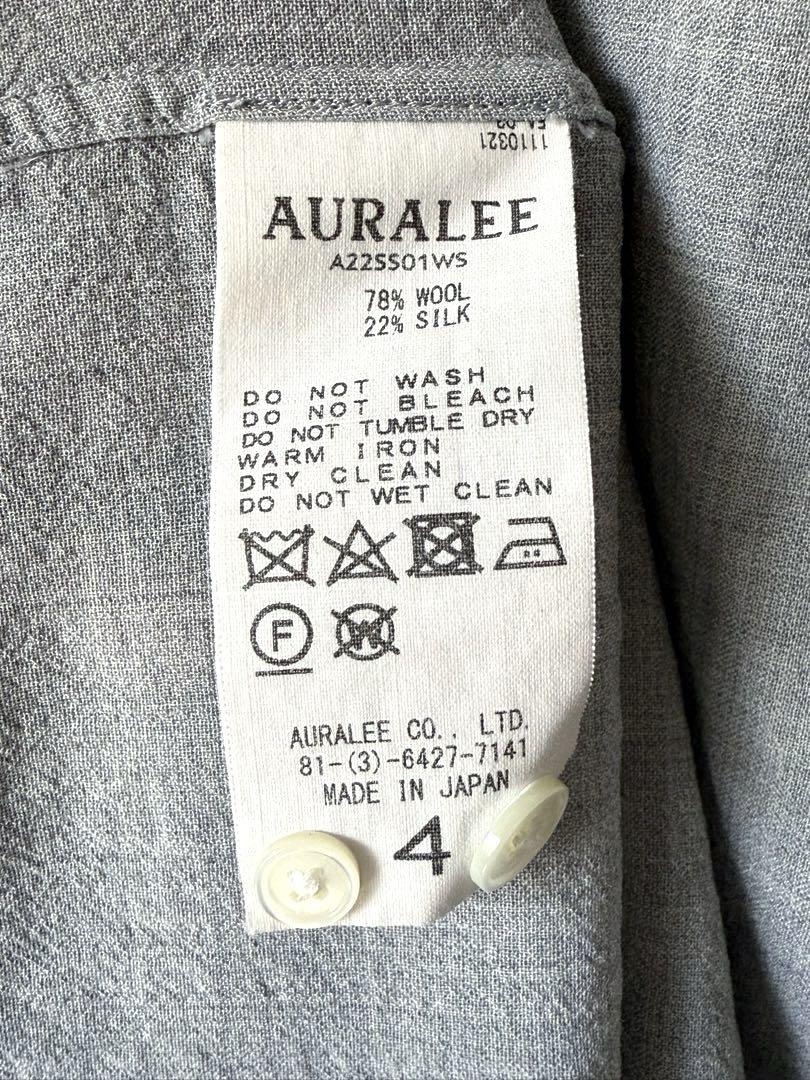 1110321
AURALEE
A22SS01WS
78% WOOL
22% SILK
DO NOT WASH
DO NOT BLEACH
DO NOT TUMBLE DRY
WARM IRON
DRY CLEAN
DO NOT WET CLEAN
F W
AURALEE CO., LTD.
81-(3)-6427-7141
MADE IN JAPAN
4